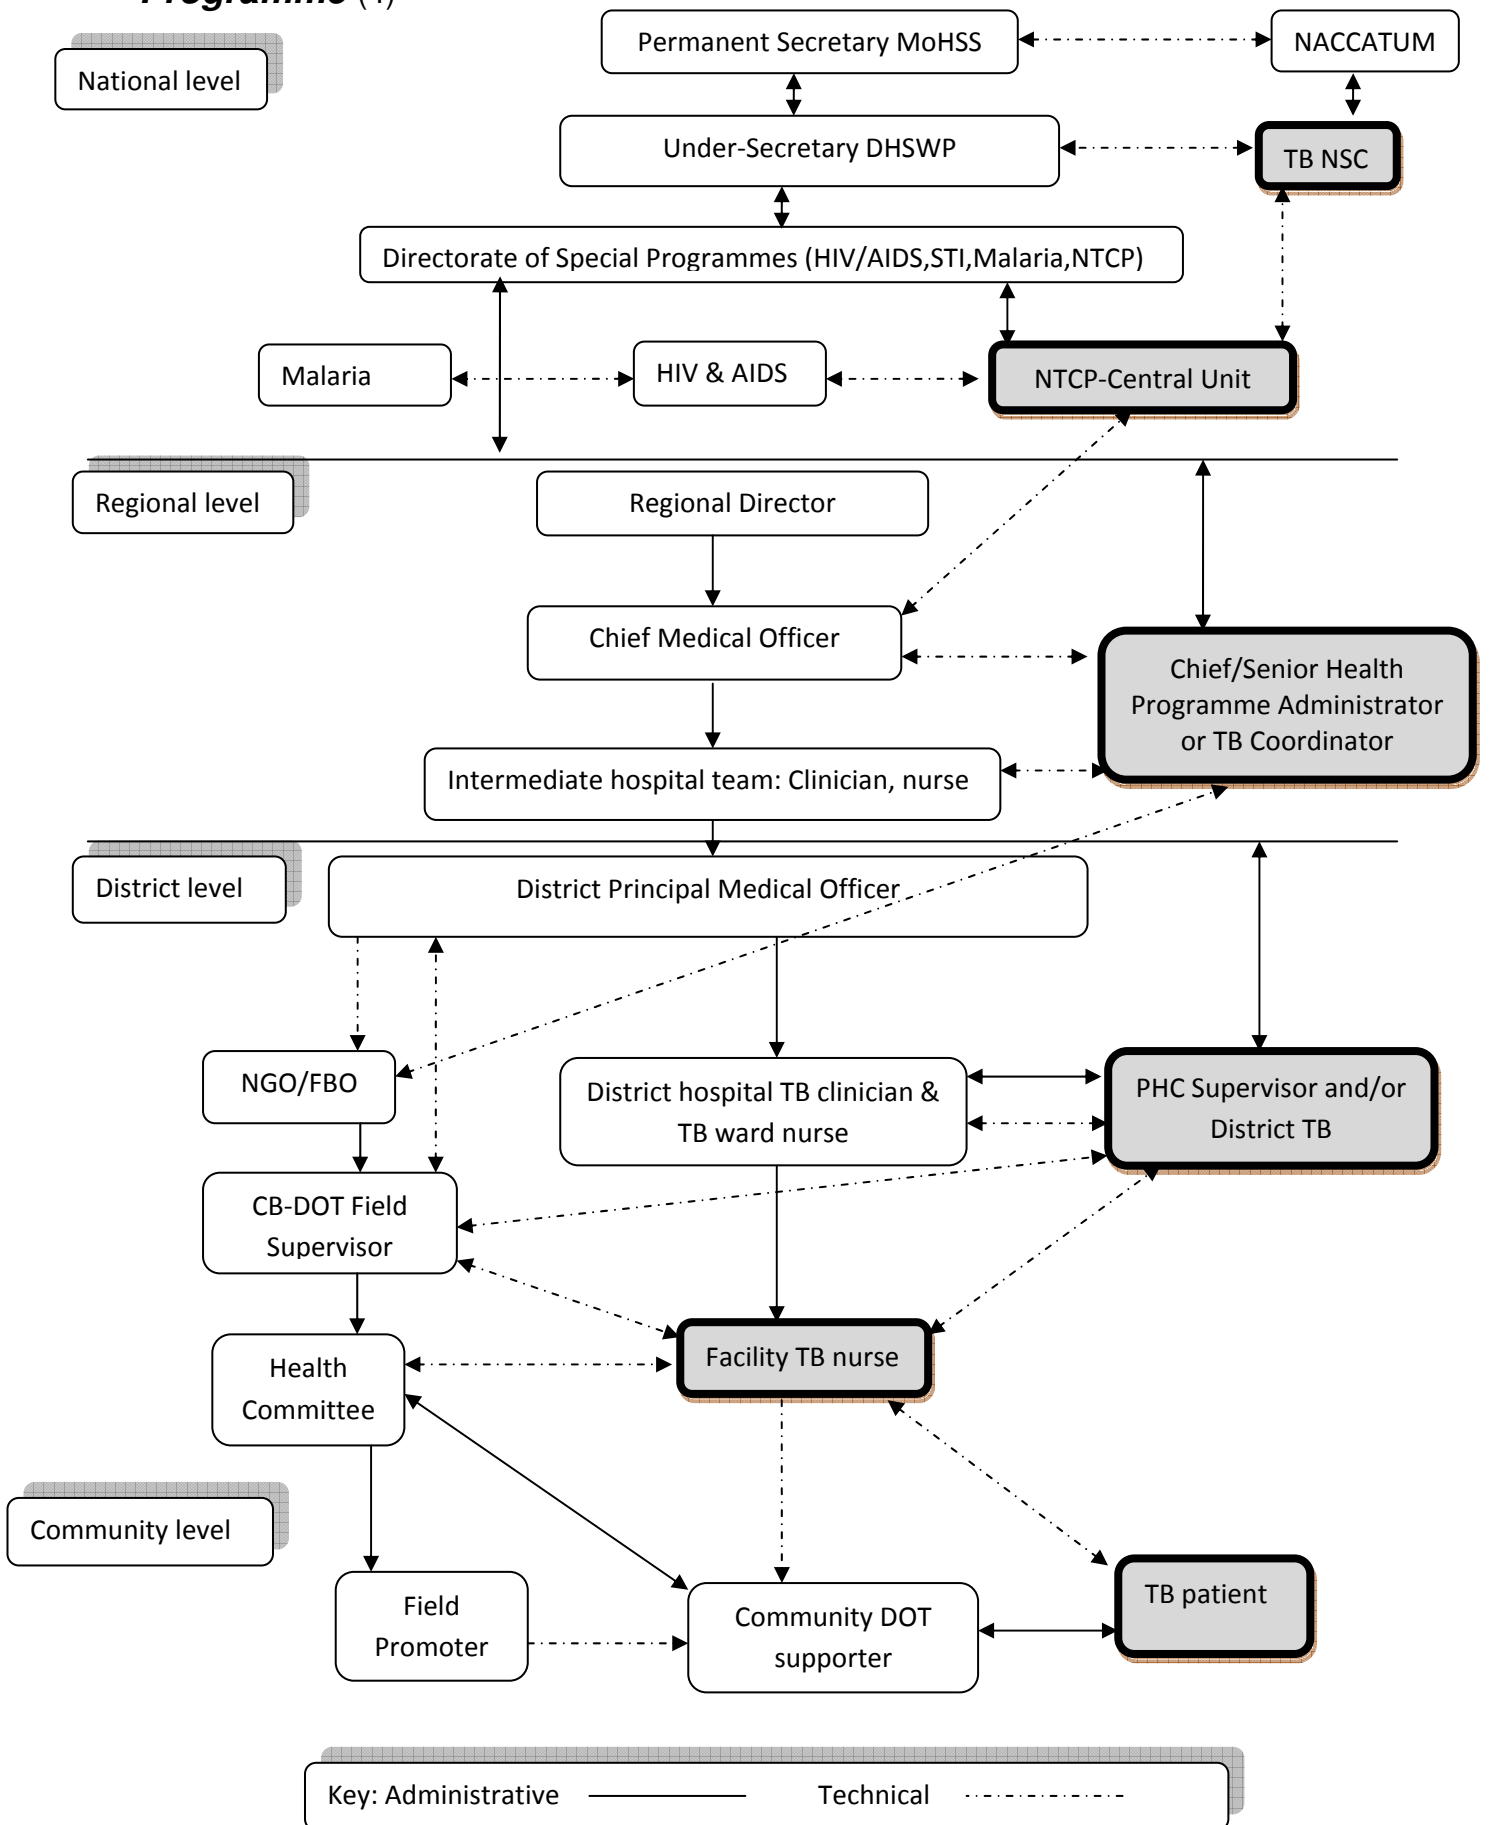 Programme (4)
National level
Permanent Secretary MoHSS
NACCATUM
Under-Secretary DHSWP
TB NSC
Directorate of Special Programmes (HIV/AIDS,STI,Malaria,NTCP)
Malaria
HIV & AIDS
NTCP-Central Unit
Regional level
Regional Director
Chief Medical Officer
Chief/Senior Health
Programme Administrator
or TB Coordinator
Intermediate hospital team: Clinician, nurse
District level
District Principal Medical Officer
NGO/FBO
District hospital TB clinician &
TB ward nurse
PHC Supervisor and/or
District TB
CB-DOT Field
Supervisor
Facility TB nurse
Health
Committee
Community level
Field
Promoter
Community DOT
supporter
TB patient
Key: Administrative
Technical